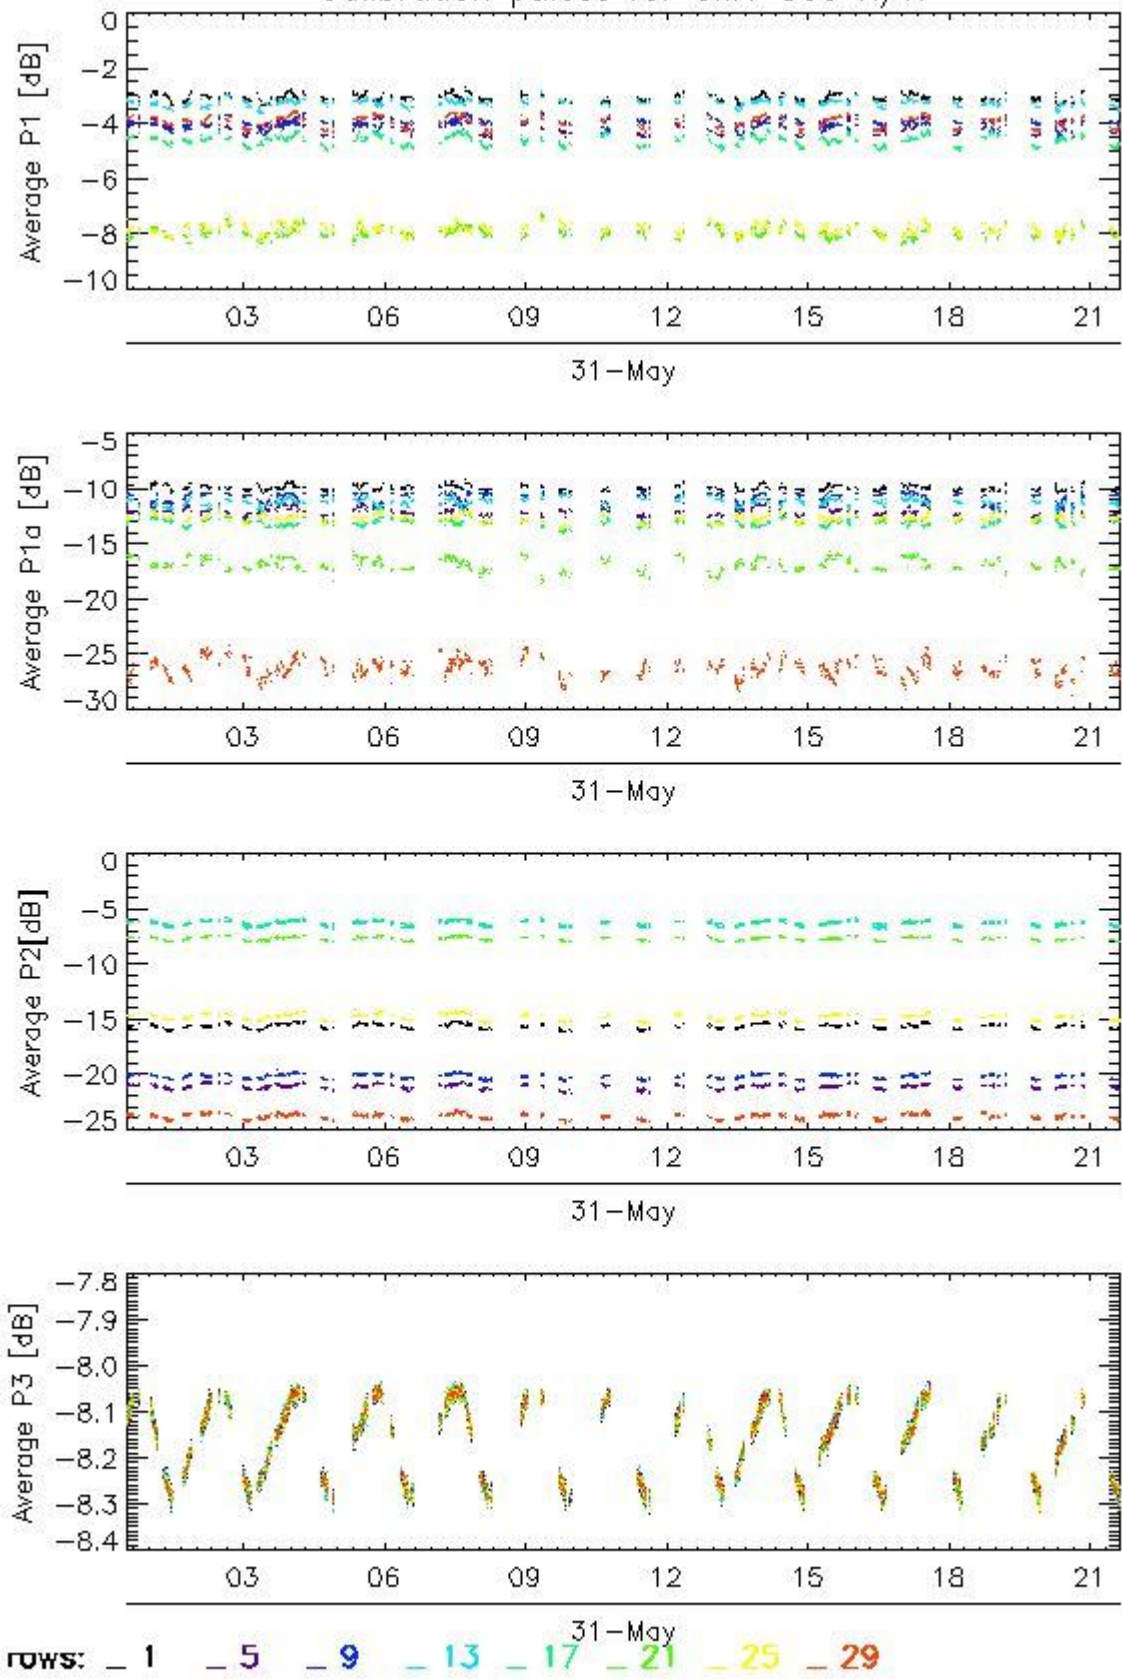 0
−2
Average P1 [dB]
−4
−6
−8
−10
03 06 09 12 15 18 21
31−May
−5
−10
Average P1a [dB]
−15
−20
−25
−30
03 06 09 12 15 18 21
31−May
0
−5
Average P2[dB]
−10
−15
−20
−25
03 06 09 12 15 18 21
31−May
−7.8
−7.9
Average P3 [dB]
−8.0
−8.1
−8.2
−8.3
−8.4
03 06 09 12 15 18 21
31−May
rows: _ 1 _ 5 _ 9 _ 13 _ 17 _ 21 _ 25 _ 29